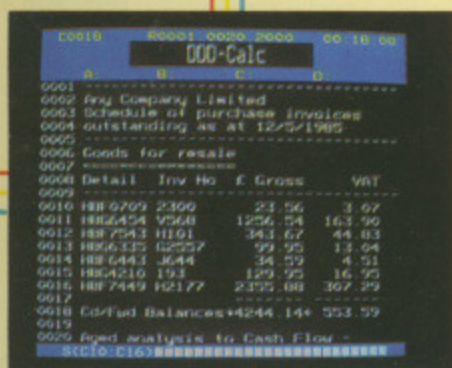 C0018 R0001 0020 2000 00:18:00
DDD-Calc
A: B: C: D:
0001
0002 Any Company Limited
0003 Schedule of purchase invoices
0004 outstanding as at 12/5/1985
0005
0006 Goods for resale
0007
0008 Detail Inv No £ Gross VAT
0009
0010 HBF0709 2300 23.56 3.07
0011 HBG6454 V568 1256.54 163.90
0012 HBF7543 M101 343.67 44.83
0013 HBG6335 G2557 99.95 13.04
0014 HBF6443 J644 34.59 4.51
0015 HBG4210 193 129.95 16.95
0016 HBF7449 H2177 2355.88 307.29
0017
0018 Cd/Fwd Balances+4244.14+ 553.59
0019
0020 Aged analysis to Cash Flow -
S(C10 C16)